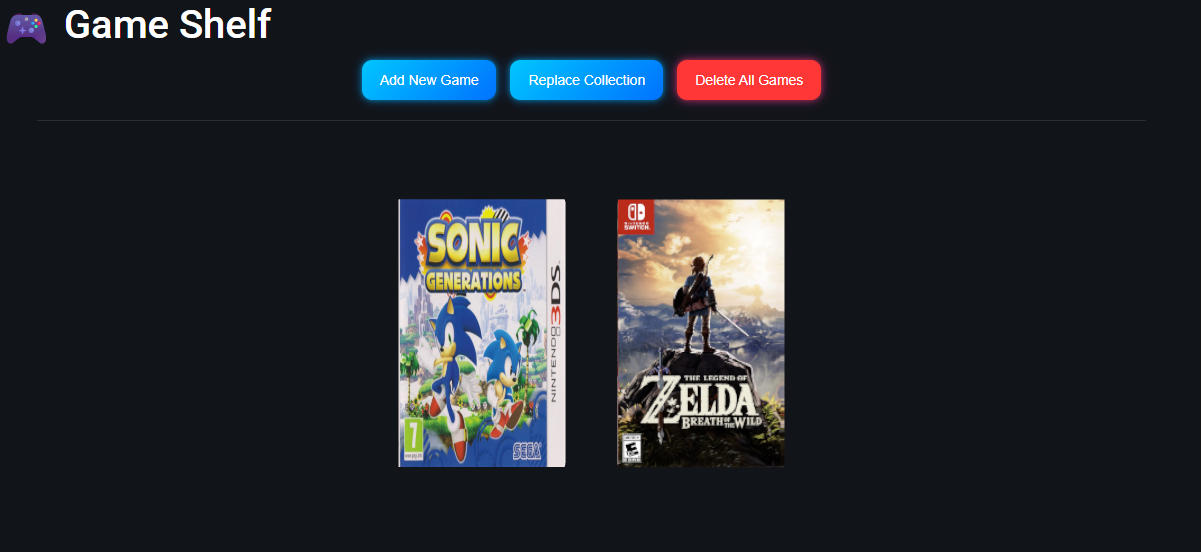 Game Shelf
Add New Game
Replace Collection
Delete All Games
SONIC
GENERATIONS
NINTENDO 3DS
7
SEGA
NINTENDO
SWITCH
THE LEGEND OF
ZELDA
BREATH OF THE WILD
E